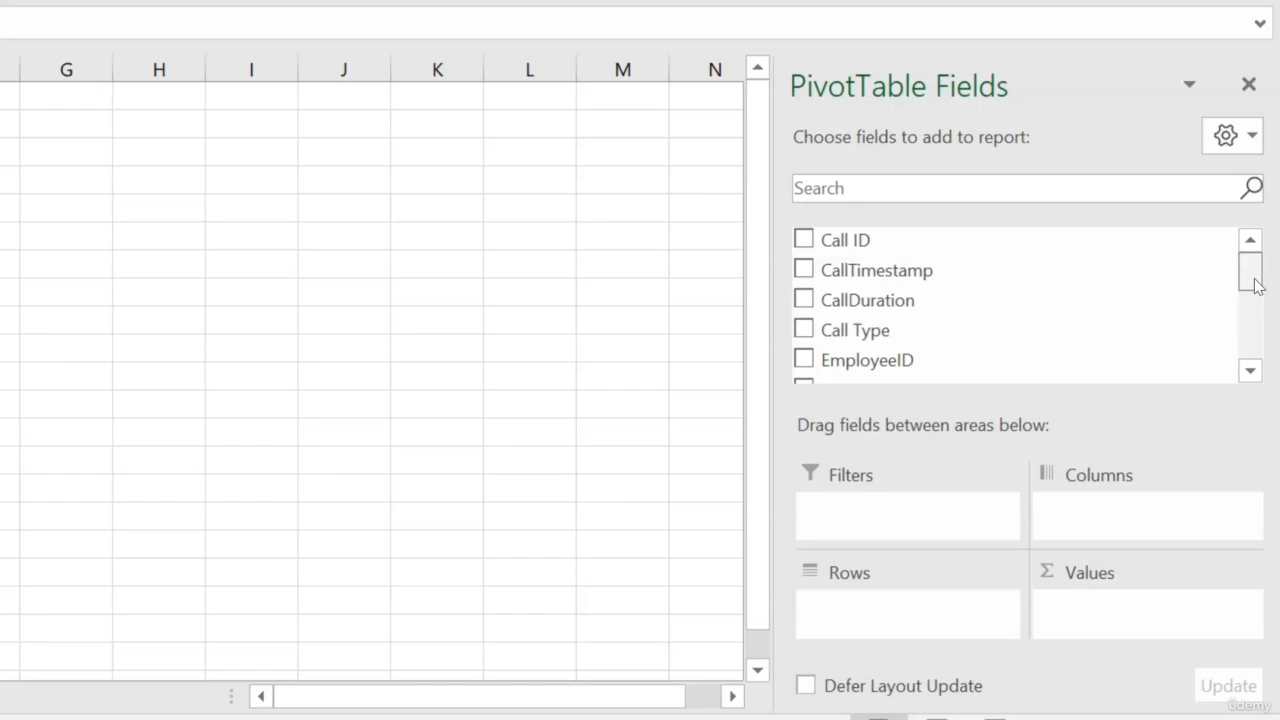 G H I J K L M N
PivotTable Fields
Choose fields to add to report:
Search
Call ID
CallTimestamp
CallDuration
Call Type
EmployeeID
Drag fields between areas below:
Filters
Columns
Rows
Σ Values
Defer Layout Update
Update
ûdemy